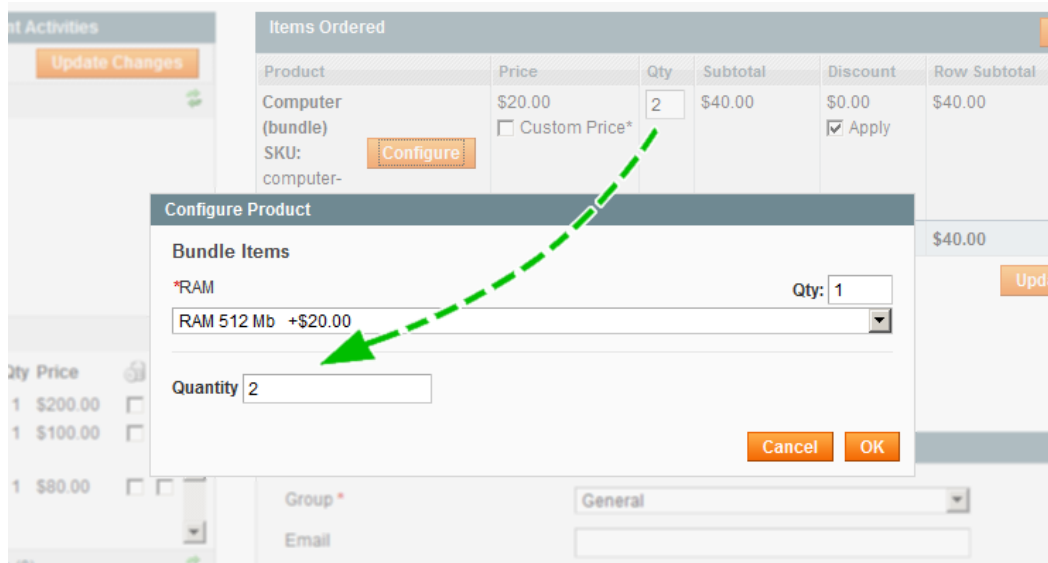 nt Activities
Items Ordered
Update Changes
Product Price Qty Subtotal Discount Row Subtotal
Computer $20.00 2 $40.00 $0.00 $40.00
(bundle) Custom Price* Apply
SKU: Configure
computer-
Configure Product
Bundle Items
$40.00
*RAM Qty: 1
Upda
RAM 512 Mb +$20.00
Qty Price
Quantity 2
1 $200.00
1 $100.00
Cancel OK
1 $80.00
Group * General
Email